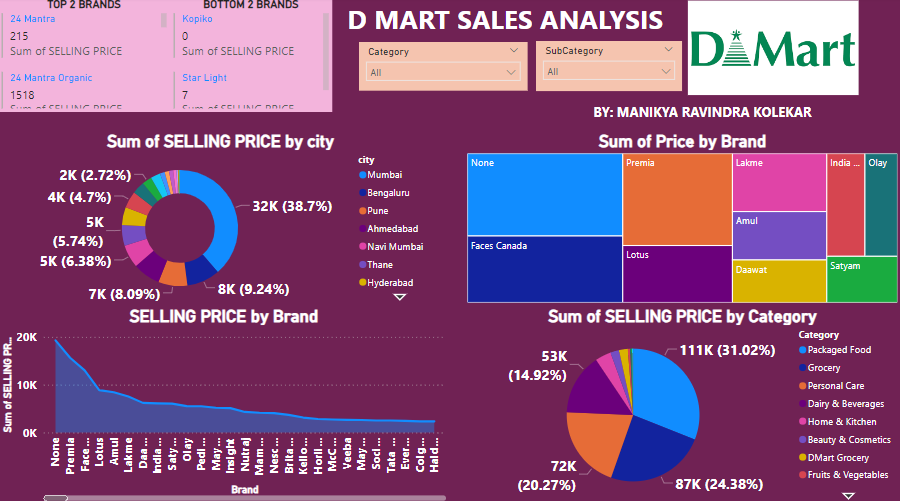 TOP 2 BRANDS
24 Mantra
215
Sum of SELLING PRICE
24 Mantra Organic
1518
Sum of SELLING PRICE
BOTTOM 2 BRANDS
Kopiko
0
Sum of SELLING PRICE
Star Light
7
Sum of SELLING PRICE
D MART SALES ANALYSIS
Category
All
SubCategory
All
D Mart
BY: MANIKYA RAVINDRA KOLEKAR
Sum of SELLING PRICE by city
32K (38.7%)
8K (9.24%)
7K (8.09%)
5K (6.38%)
5K
(5.74%)
4K (4.7%)
2K (2.72%)
city
Mumbai
Bengaluru
Pune
Ahmedabad
Navi Mumbai
Thane
Hyderabad
Sum of Price by Brand
None
Faces Canada
Premia
Lotus
Lakme
Amul
Daawat
India ...
Olay
Satyam
SELLING PRICE by Brand
Sum of SELLING PR...
20K
10K
0K
None
Premia
Face ...
Lotus
Amul
Lakme
Daa ...
India...
Saty...
Olay
Pedi...
May ...
Insight
Nutraj
Mam...
Nesc...
Brita...
Kello...
Horli...
McC...
Veeba
May ...
Soci...
Tata ...
Ever...
Colg...
Hald...
Brand
Sum of SELLING PRICE by Category
111K (31.02%)
87K (24.38%)
72K
(20.27%)
53K
(14.92%)
Category
Packaged Food
Grocery
Personal Care
Dairy & Beverages
Home & Kitchen
Beauty & Cosmetics
DMart Grocery
Fruits & Vegetables